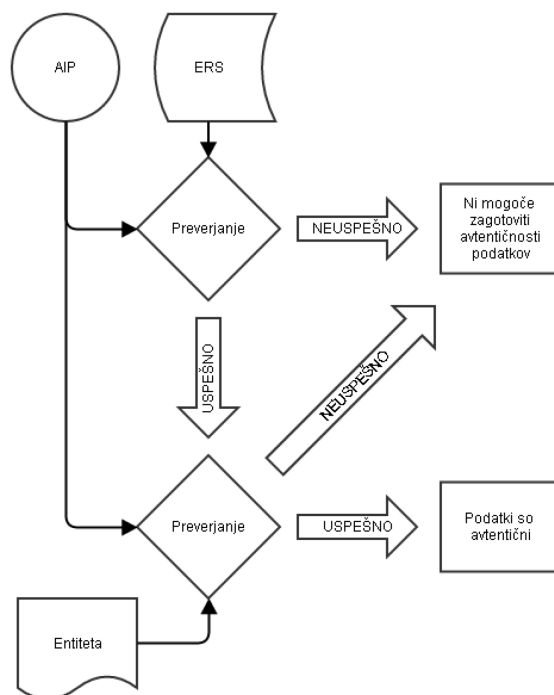 AIP
ERS
Preverjanje
NEUSPEŠNO
Ni mogoče
zagotoviti
avtentičnosti
podatkov
USPEŠNO
NEUSPEŠNO
Preverjanje
USPEŠNO
Podatki so
avtentični
Entiteta